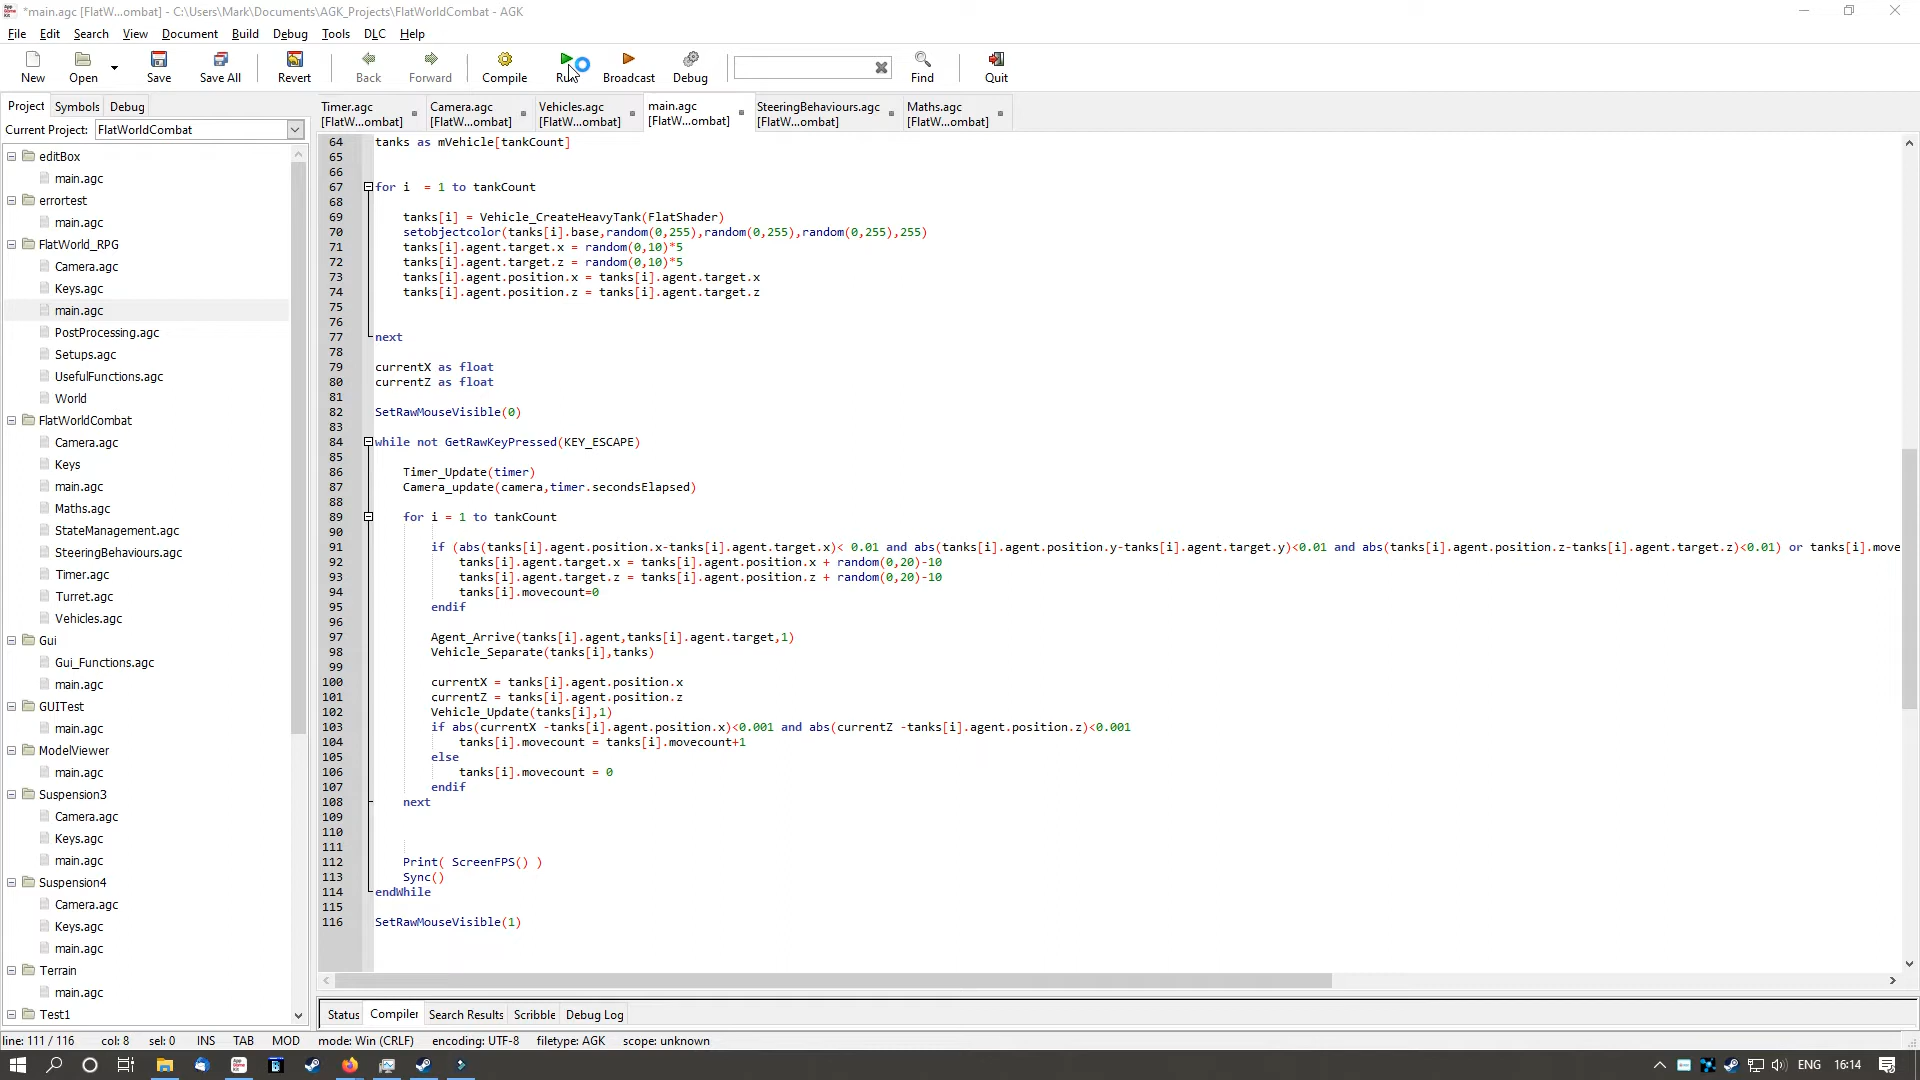 *main.agc [FlatW...ombat] - C:\Users\Mark\Documents\AGK_Projects\FlatWorldCombat - AGK
File Edit Search View Document Build Debug Tools DLC Help
New Open Save Save All Revert Back Forward Compile Run Broadcast Debug Find Quit
Project Symbols Debug
Current Project: FlatWorldCombat
editBox
main.agc
errortest
main.agc
FlatWorld_RPG
Camera.agc
Keys.agc
main.agc
PostProcessing.agc
Setups.agc
UsefulFunctions.agc
World
FlatWorldCombat
Camera.agc
Keys
main.agc
Maths.agc
StateManagement.agc
SteeringBehaviours.agc
Timer.agc
Turret.agc
Vehicles.agc
Gui
Gui_Functions.agc
main.agc
GUITest
main.agc
ModelViewer
main.agc
Suspension3
Camera.agc
Keys.agc
main.agc
Suspension4
Camera.agc
Keys.agc
main.agc
Terrain
main.agc
Test1
Timer.agc Camera.agc Vehicles.agc main.agc SteeringBehaviours.agc Maths.agc
[FlatW...ombat] [FlatW...ombat] [FlatW...ombat] [FlatW...ombat] [FlatW...ombat] [FlatW...ombat]
64 tanks as mVehicle[tankCount]
65
66
67 for i  = 1 to tankCount
68
69 tanks[i] = Vehicle_CreateHeavyTank(FlatShader)
70 setobjectcolor(tanks[i].base,random(0,255),random(0,255),random(0,255),255)
71 tanks[i].agent.target.x = random(0,10)*5
72 tanks[i].agent.target.z = random(0,10)*5
73 tanks[i].agent.position.x = tanks[i].agent.target.x
74 tanks[i].agent.position.z = tanks[i].agent.target.z
75
76
77 next
78
79 currentX as float
80 currentZ as float
81
82 SetRawMouseVisible(0)
83
84 while not GetRawKeyPressed(KEY_ESCAPE)
85
86 Timer_Update(timer)
87 Camera_update(camera,timer.secondsElapsed)
88
89 for i = 1 to tankCount
90
91 if (abs(tanks[i].agent.position.x-tanks[i].agent.target.x)< 0.01 and abs(tanks[i].agent.position.y-tanks[i].agent.target.y)<0.01 and abs(tanks[i].agent.position.z-tanks[i].agent.target.z)<0.01) or tanks[i].move
92 tanks[i].agent.target.x = tanks[i].agent.position.x + random(0,20)-10
93 tanks[i].agent.target.z = tanks[i].agent.position.z + random(0,20)-10
94 tanks[i].movecount=0
95 endif
96
97 Agent_Arrive(tanks[i].agent,tanks[i].agent.target,1)
98 Vehicle_Separate(tanks[i],tanks)
99
100 currentX = tanks[i].agent.position.x
101 currentZ = tanks[i].agent.position.z
102 Vehicle_Update(tanks[i],1)
103 if abs(currentX -tanks[i].agent.position.x)<0.001 and abs(currentZ -tanks[i].agent.position.z)<0.001
104 tanks[i].movecount = tanks[i].movecount+1
105 else
106 tanks[i].movecount = 0
107 endif
108 next
109
110
111
112 Print( ScreenFPS() )
113 Sync()
114 endWhile
115
116 SetRawMouseVisible(1)
Status Compiler Search Results Scribble Debug Log
line: 111 / 116 col: 8 sel: 0 INS TAB MOD mode: Win (CRLF) encoding: UTF-8 filetype: AGK scope: unknown
ENG 16:14